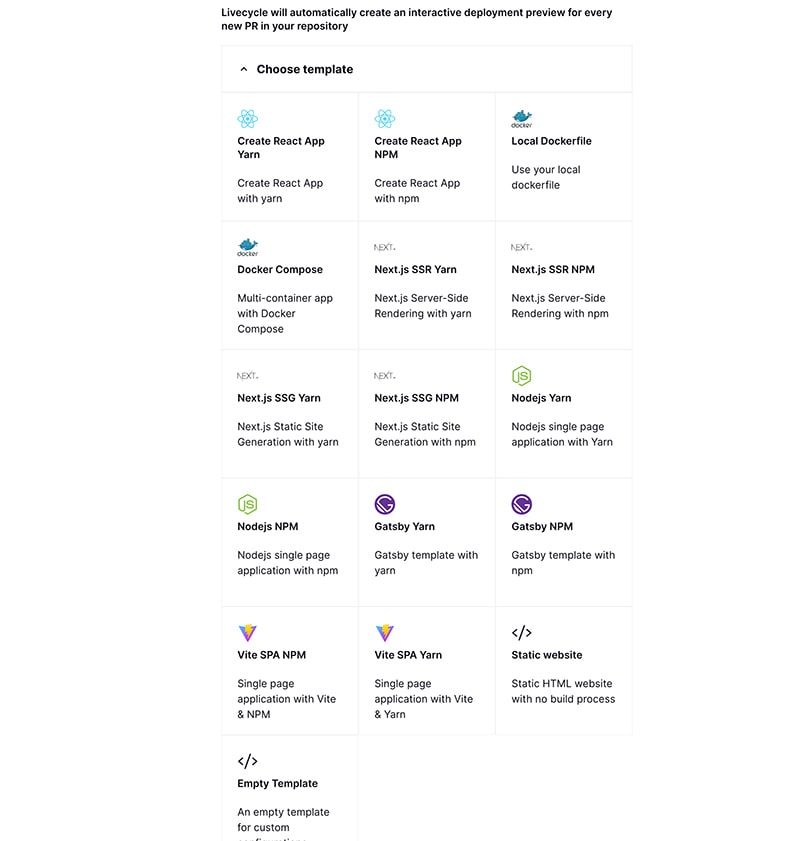 Livecycle will automatically create an interactive deployment preview for every
new PR in your repository
Choose template
Create React App
Yarn
Create React App
with yarn
Create React App
NPM
Create React App
with npm
docker
Local Dockerfile
Use your local
dockerfile
docker
Docker Compose
Multi-container app
with Docker
Compose
NEXT.
Next.js SSR Yarn
Next.js Server-Side
Rendering with yarn
NEXT.
Next.js SSR NPM
Next.js Server-Side
Rendering with npm
NEXT.
Next.js SSG Yarn
Next.js Static Site
Generation with yarn
NEXT.
Next.js SSG NPM
Next.js Static Site
Generation with npm
JS
Nodejs Yarn
Nodejs single page
application with Yarn
JS
Nodejs NPM
Nodejs single page
application with npm
Gatsby Yarn
Gatsby template with
yarn
Gatsby NPM
Gatsby template with
npm
Vite SPA NPM
Single page
application with Vite
& NPM
Vite SPA Yarn
Single page
application with Vite
& Yarn
</>
Static website
Static HTML website
with no build process
</>
Empty Template
An empty template
for custom